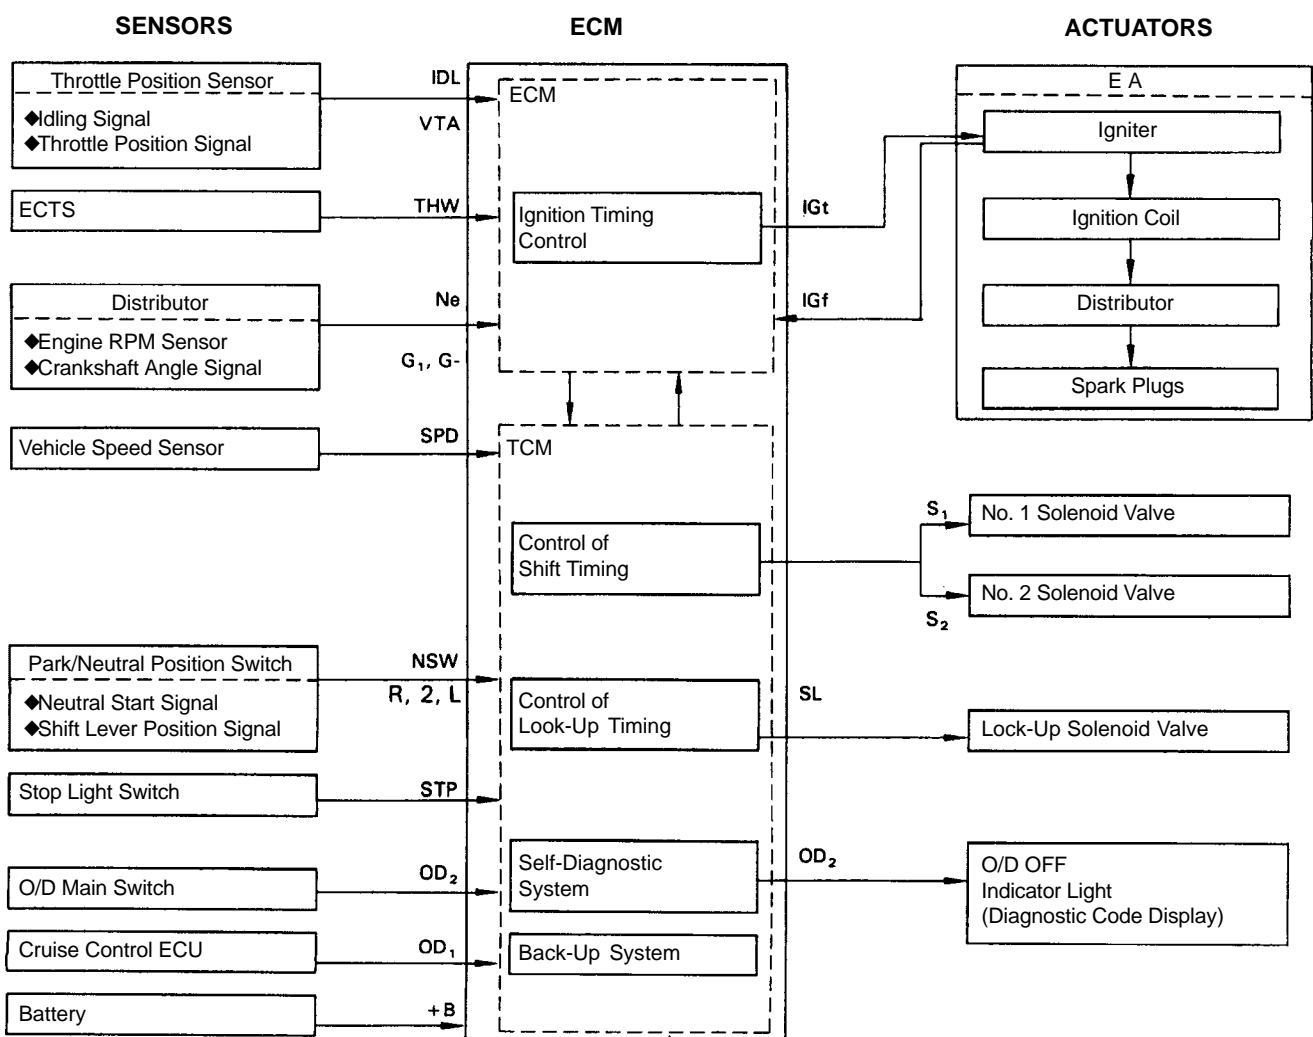 SENSORS
ECM
ACTUATORS
Throttle Position Sensor
◆Idling Signal
◆Throttle Position Signal
IDL
VTA
ECTS
THW
Distributor
◆Engine RPM Sensor
◆Crankshaft Angle Signal
Ne
G₁, G-
Vehicle Speed Sensor
SPD
Park/Neutral Position Switch
◆Neutral Start Signal
◆Shift Lever Position Signal
NSW
R, 2, L
Stop Light Switch
STP
O/D Main Switch
OD₂
Cruise Control ECU
OD₁
Battery
+B
ECM
Ignition Timing
Control
TCM
Control of
Shift Timing
Control of
Look-Up Timing
Self-Diagnostic
System
Back-Up System
IGt
IGf
S₁
S₂
SL
OD₂
E A
Igniter
Ignition Coil
Distributor
Spark Plugs
No. 1 Solenoid Valve
No. 2 Solenoid Valve
Lock-Up Solenoid Valve
O/D OFF
Indicator Light
(Diagnostic Code Display)